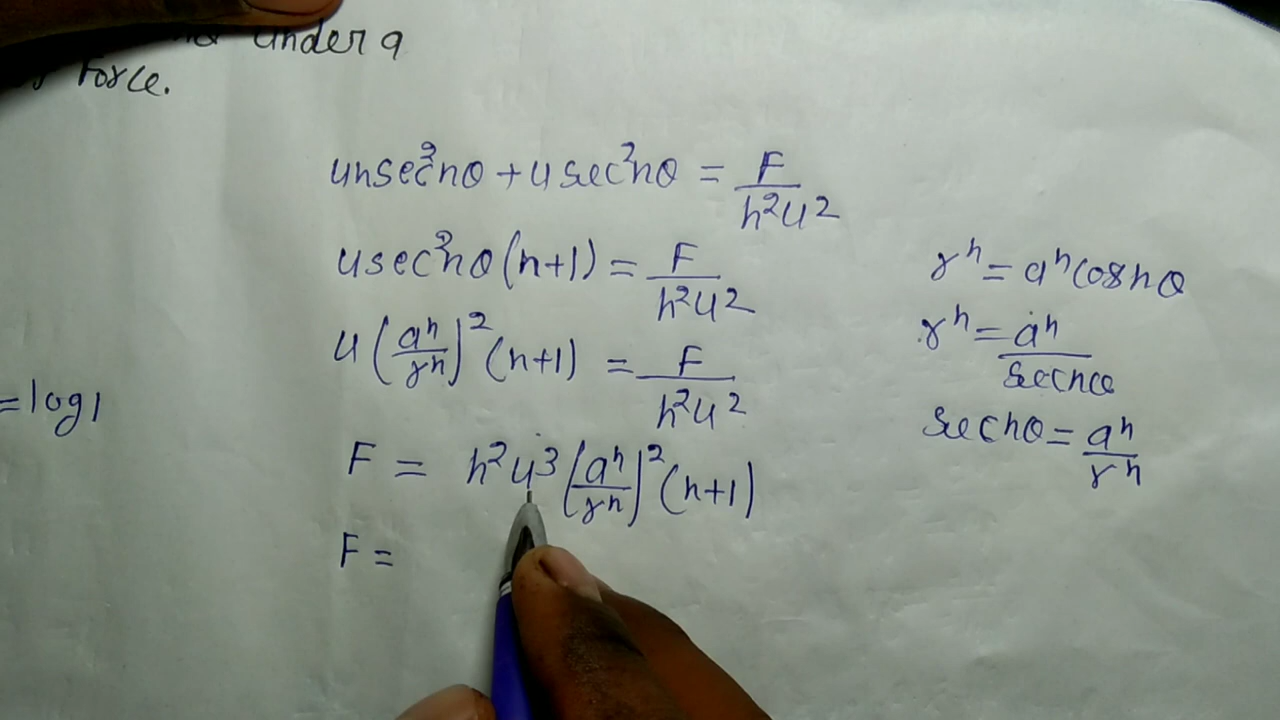 under a
Force.
unsec²nθ + u sec²nθ = F/h²u²
usec²nθ(n+1) = F/h²u²
u(aⁿ/rⁿ)²(n+1) = F/h²u²
F = h²u³(aⁿ/rⁿ)²(n+1)
F =
rⁿ = aⁿcosnθ
rⁿ = aⁿ/secnθ
secnθ = aⁿ/rⁿ
=log1